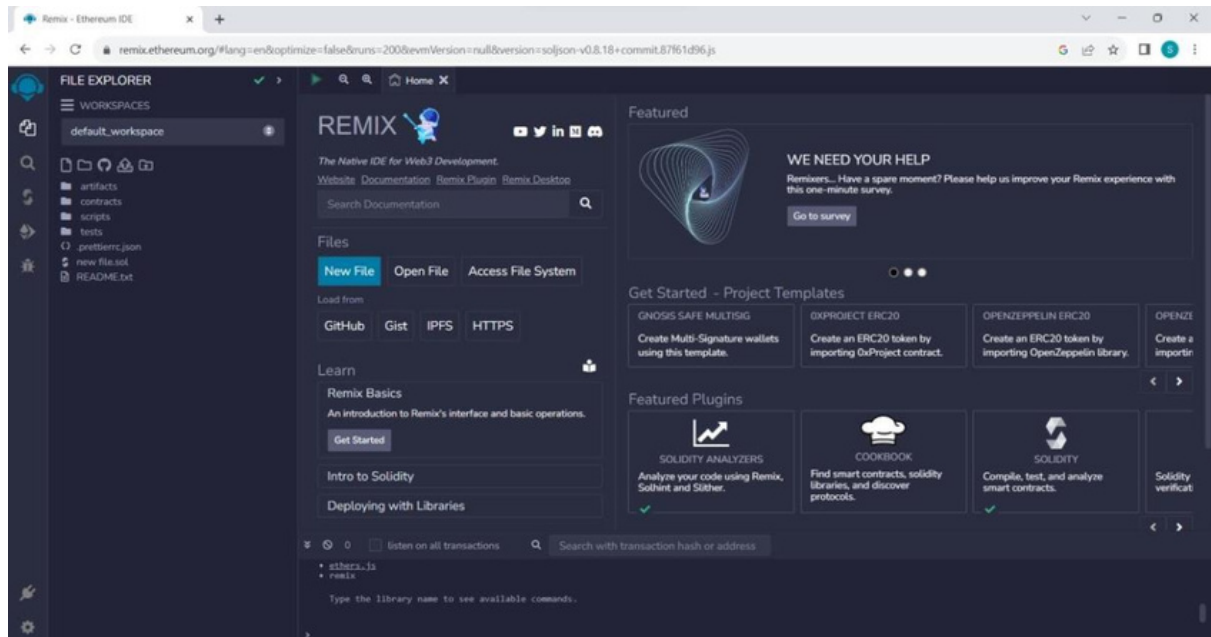 Remix - Ethereum IDE
remix.ethereum.org/#lang=en&optimize=false&runs=200&evmVersion=null&version=soljson-v0.8.18+commit.87f61d96.js
S
FILE EXPLORER
WORKSPACES
default_workspace
artifacts
contracts
scripts
tests
.prettierrc.json
new file.sol
README.txt
Home
REMIX
The Native IDE for Web3 Development.
Website Documentation Remix Plugin Remix Desktop
Search Documentation
Files
New File Open File Access File System
Load from
GitHub Gist IPFS HTTPS
Learn
Remix Basics
An introduction to Remix's interface and basic operations.
Get Started
Intro to Solidity
Deploying with Libraries
Featured
WE NEED YOUR HELP
Remixers... Have a spare moment? Please help us improve your Remix experience with
this one-minute survey.
Go to survey
Get Started - Project Templates
GNOSIS SAFE MULTISIG
Create Multi-Signature wallets
using this template.
0XPROJECT ERC20
Create an ERC20 token by
importing 0xProject contract.
OPENZEPPELIN ERC20
Create an ERC20 token by
importing OpenZeppelin library.
OPENZE
Create a
importin
Featured Plugins
SOLIDITY ANALYZERS
Analyze your code using Remix,
Solhint and Slither.
COOKBOOK
Find smart contracts, solidity
libraries, and discover
protocols.
SOLIDITY
Compile, test, and analyze
smart contracts.
Solidity
verificati
0 listen on all transactions Search with transaction hash or address
• ethers.js
• remix
Type the library name to see available commands.
>